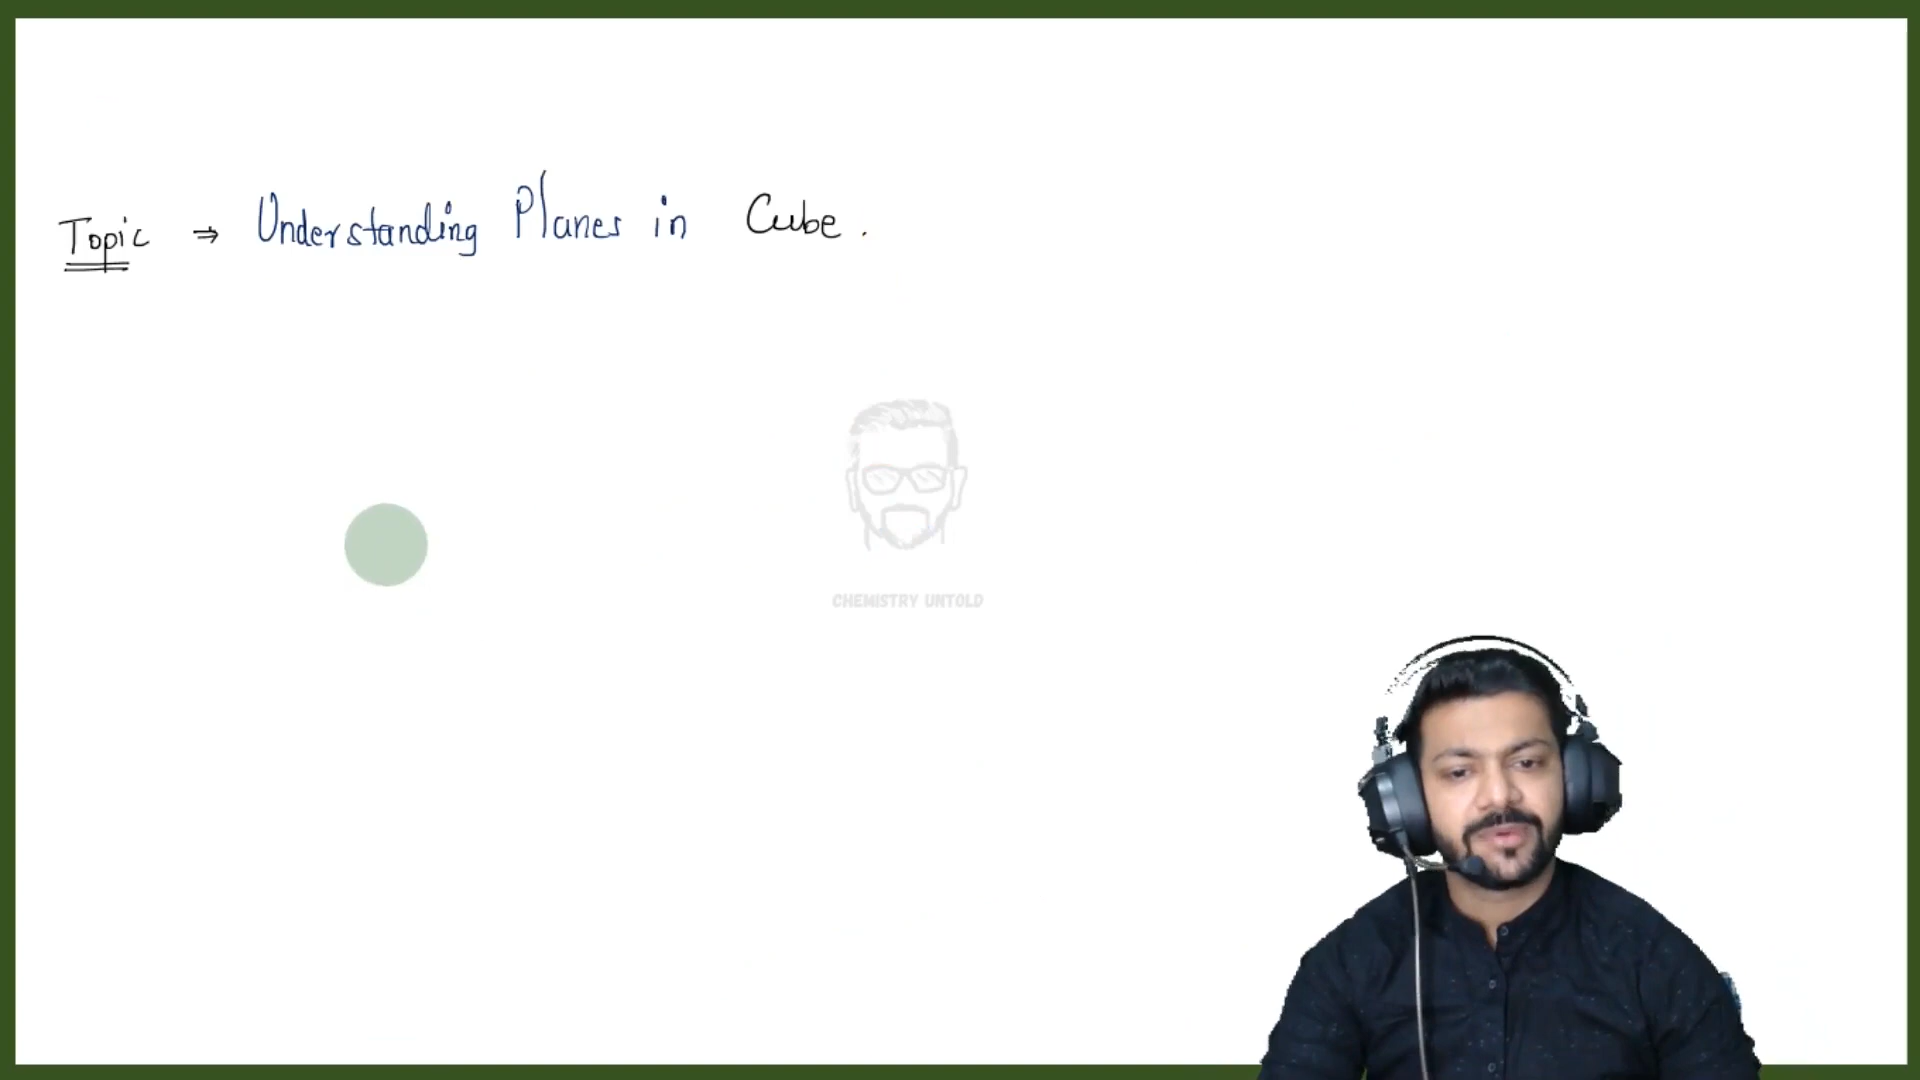 Topic ⇒ Understanding Planes in Cube.
CHEMISTRY UNTOLD